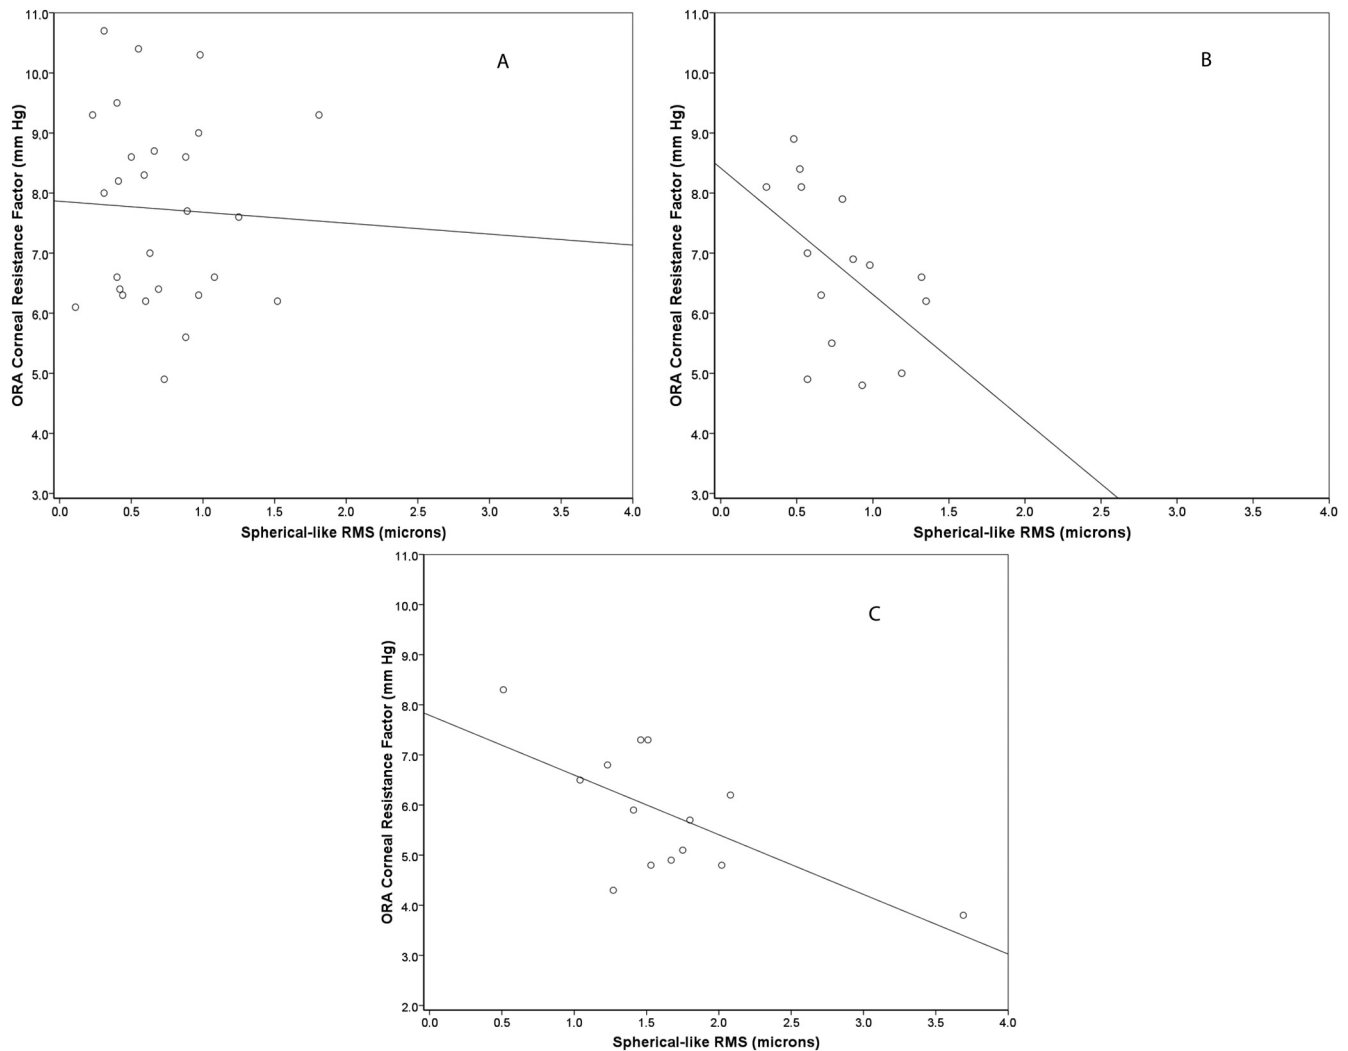 A
ORA Corneal Resistance Factor (mm Hg)
11.0
10.0
9.0
8.0
7.0
6.0
5.0
4.0
3.0
0.0 0.5 1.0 1.5 2.0 2.5 3.0 3.5 4.0
Spherical-like RMS (microns)
B
ORA Corneal Resistance Factor (mm Hg)
11.0
10.0
9.0
8.0
7.0
6.0
5.0
4.0
3.0
0.0 0.5 1.0 1.5 2.0 2.5 3.0 3.5 4.0
Spherical-like RMS (microns)
C
ORA Corneal Resistance Factor (mm Hg)
11.0
10.0
9.0
8.0
7.0
6.0
5.0
4.0
3.0
2.0
0.0 0.5 1.0 1.5 2.0 2.5 3.0 3.5 4.0
Spherical-like RMS (microns)